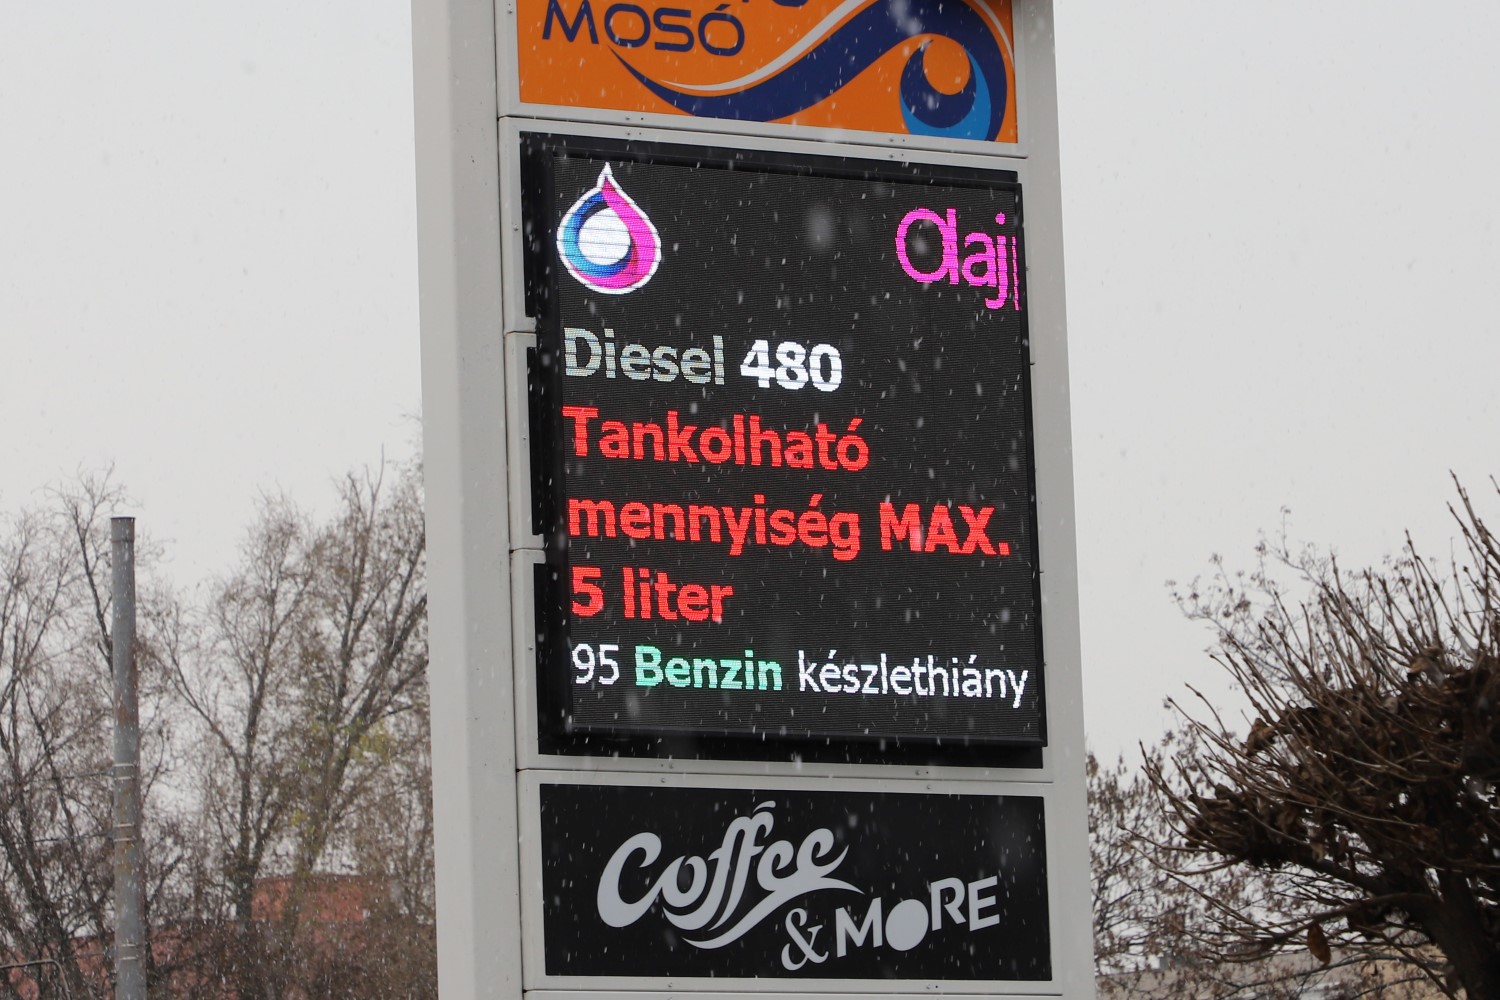 MOSÓ
Olaj
Diesel 480
Tankolható
mennyiség MAX.
5 liter
95 Benzin készlethiány
Coffee
& MORE